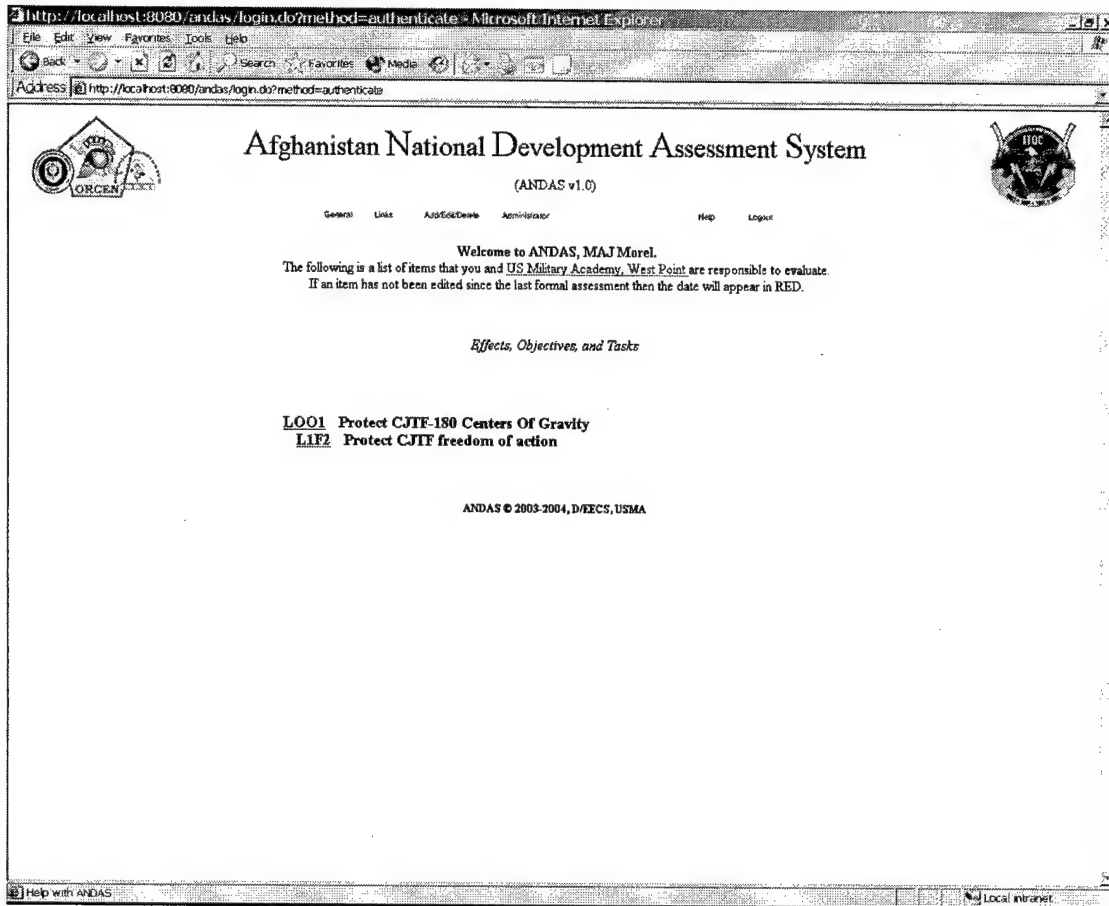 http://localhost:8080/andas/login.do?method=authenticate - Microsoft Internet Explorer
File Edit View Favorites Tools Help
Back Search Favorites Media
Address http://localhost:8080/andas/login.do?method=authenticate
ORCEN
Afghanistan National Development Assessment System
(ANDAS v1.0)
General Links Add/Edit/Delete Administrator Help Logout
Welcome to ANDAS, MAJ Morel.
The following is a list of items that you and US Military Academy, West Point are responsible to evaluate.
If an item has not been edited since the last formal assessment then the date will appear in RED.
Effects, Objectives, and Tasks
LOO1 Protect CJTF-180 Centers Of Gravity
L1F2 Protect CJTF freedom of action
ANDAS © 2003-2004, D/EECS, USMA
Help with ANDAS Local intranet